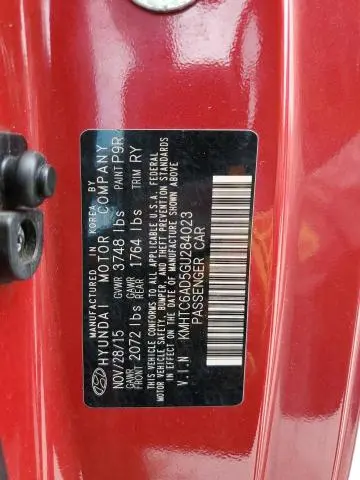 MANUFACTURED IN KOREA BY
HYUNDAI MOTOR COMPANY
NOV/28/15 GVWR 3748 lbs PAINT P9R
GAWR FRONT 2072 lbs GAWR REAR 1764 lbs TRIM RY
THIS VEHICLE CONFORMS TO ALL APPLICABLE U.S.A. FEDERAL
MOTOR VEHICLE SAFETY, BUMPER, AND THEFT PREVENTION
STANDARDS IN EFFECT ON THE DATE OF MANUFACTURE SHOWN ABOVE
V.I.N KMHTC6AD5GU284023
PASSENGER CAR